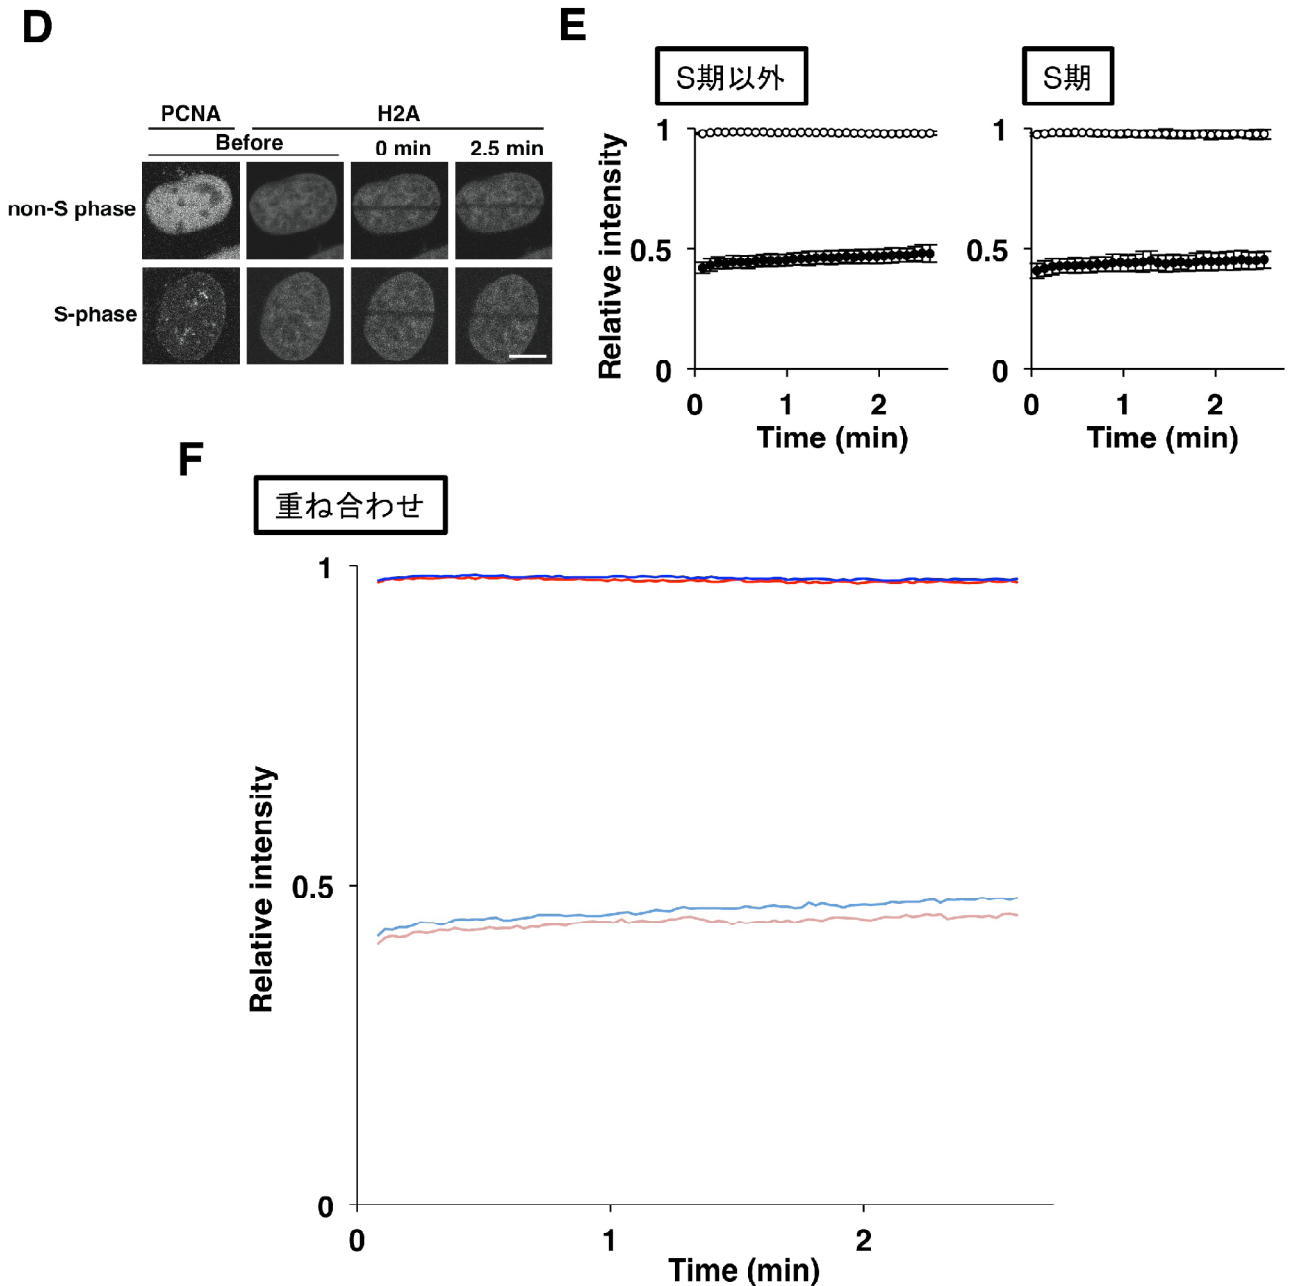 D
PCNA
H2A
Before
0 min
2.5 min
non-S phase
S-phase
E
S期以外
S期
Relative intensity
1
0.5
0
0
1
2
Time (min)
1
0.5
0
0
1
2
Time (min)
F
重ね合わせ
Relative intensity
1
0.5
0
0
1
2
Time (min)